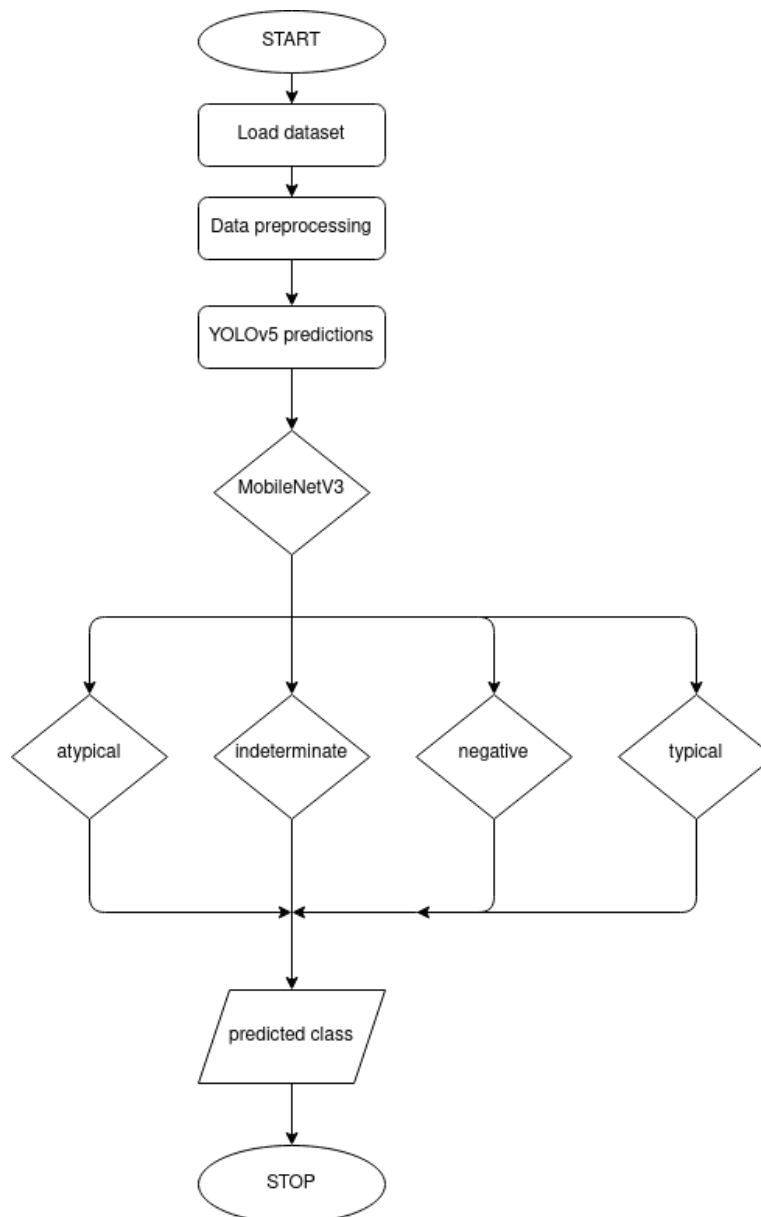 START
Load dataset
Data preprocessing
YOLOv5 predictions
MobileNetV3
atypical
indeterminate
negative
typical
predicted class
STOP